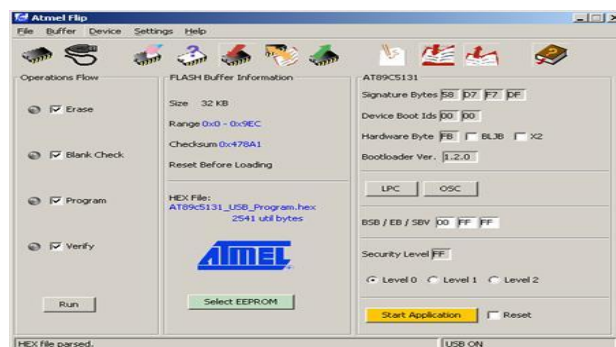 Atmel Flip
File Buffer Device Settings Help
Operations Flow
Erase
Blank Check
Program
Verify
Run
FLASH Buffer Information
Size 32 KB
Range 0x0 - 0x9EC
Checksum 0x478A1
Reset Before Loading
HEX File:
AT89c5131_USB_Program.hex
2541 util bytes
ATMEL
Select EEPROM
AT89C5131
Signature Bytes 58 D7 F7 DF
Device Boot Ids 00 00
Hardware Byte FB BLJB X2
Bootloader Ver. 1.2.0
LPC OSC
BSB / EB / SBV 00 FF FF
Security Level FF
Level 0 Level 1 Level 2
Start Application Reset
HEX file parsed. USB ON